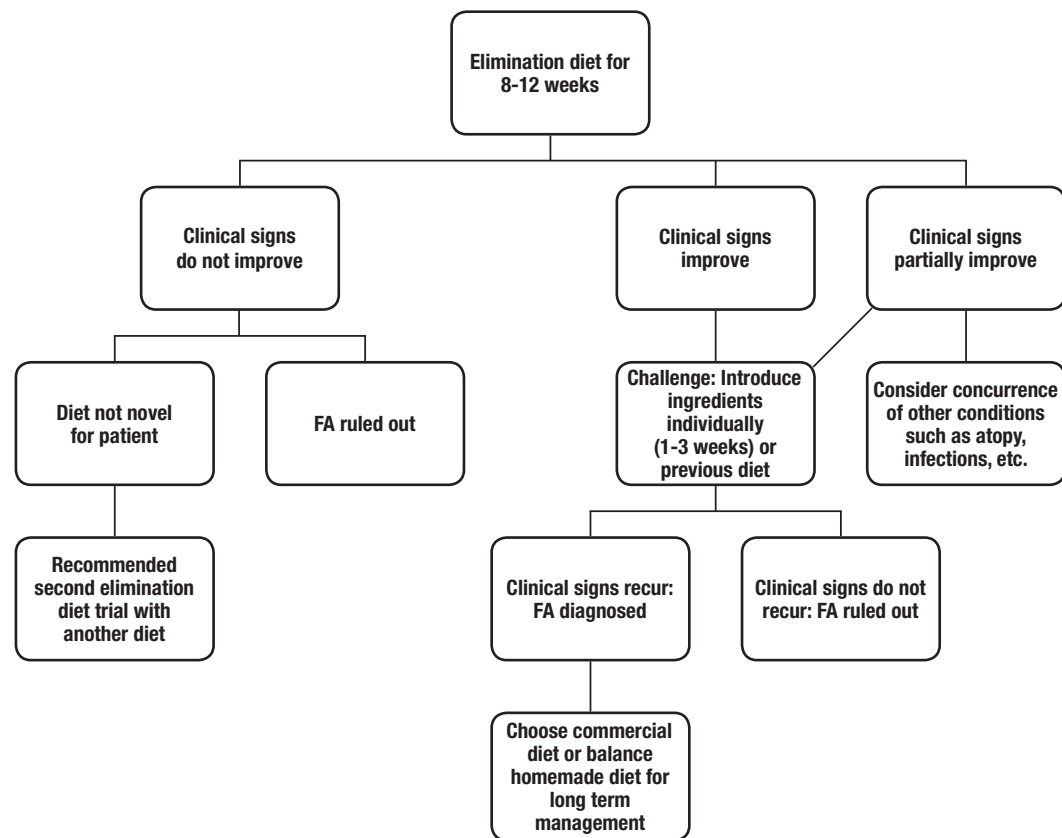 Elimination diet for
8-12 weeks
Clinical signs
do not improve
Clinical signs
improve
Clinical signs
partially improve
Diet not novel
for patient
FA ruled out
Challenge: Introduce
ingredients
individually
(1-3 weeks) or
previous diet
Consider concurrence
of other conditions
such as atopy,
infections, etc.
Recommended
second elimination
diet trial with
another diet
Clinical signs recur:
FA diagnosed
Clinical signs do not
recur: FA ruled out
Choose commercial
diet or balance
homemade diet for
long term
management